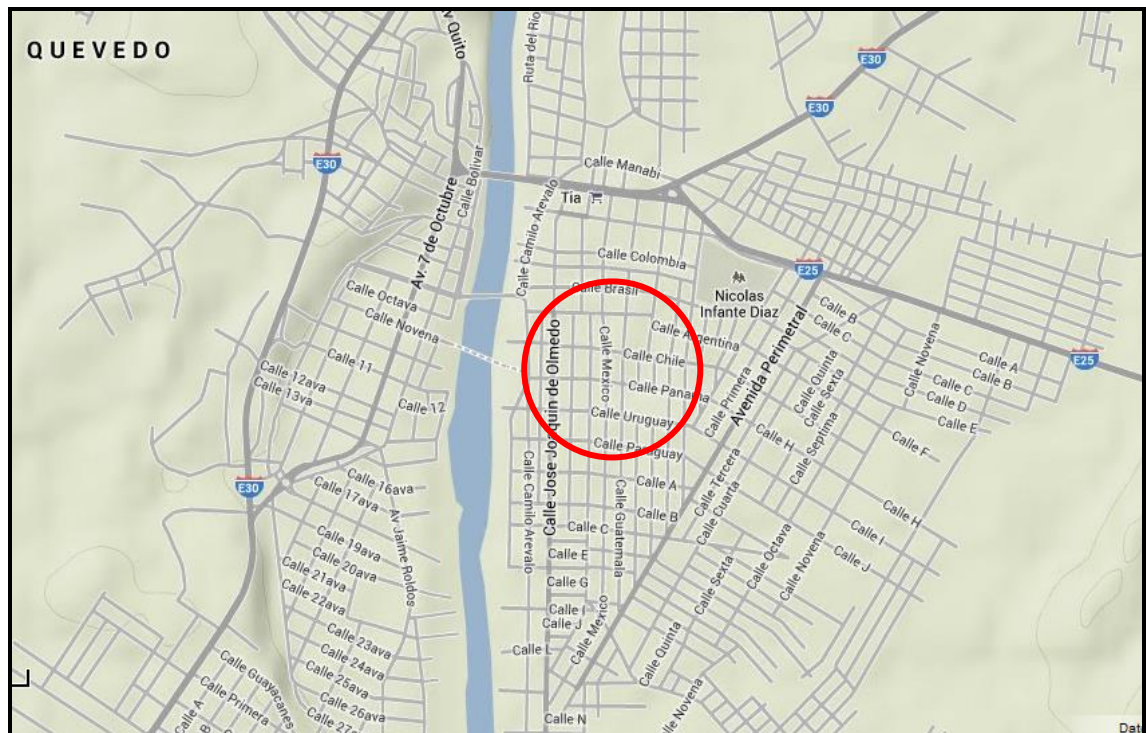 QUEVEDO
Av Quito
Ruta del Rio
E30
E30
E30
Calle Manabi
Calle Bolivar
Tia
Calle Camilo Arevalo
Av. 7 de Octubre
Calle Colombia
E25
Calle Octava
Calle Brasil
Nicolas
Infante Diaz
Calle B
Calle C
Calle Novena
Calle Argentina
Calle Novena
Calle A
E25
Calle 11
Calle Mexico
Calle Chile
Avenida Perimetral
Calle Quinta
Calle B
Calle 12ava
Calle Jose Joaquin de Olmedo
Calle Panama
Calle Primera
Calle Sexta
Calle C
Calle 13va
Calle D
Calle 12
Calle Uruguay
Calle E
Calle H
Calle F
Calle Paraguay
Calle Septima
E30
Calle 16ava
Calle 17ava
Calle Camilo Arevalo
Calle A
Calle Tercera
Calle Guatemala
Calle B
Calle Cuarta
Calle H
Av Jaime Roldos
Calle C
Calle I
Calle 19ava
Calle E
Calle Octava
Calle J
Calle 20ava
Calle Novena
Calle 21ava
Calle G
Calle Sexta
Calle 22ava
Calle I
Calle Mexico
Calle J
Calle 23ava
Calle L
Calle Quinta
Calle 24ava
Calle Guayacanes
Calle 25ava
Calle Primera
Calle 26ava
Calle Novena
Calle A
Calle N
B
Calle 27
Dat